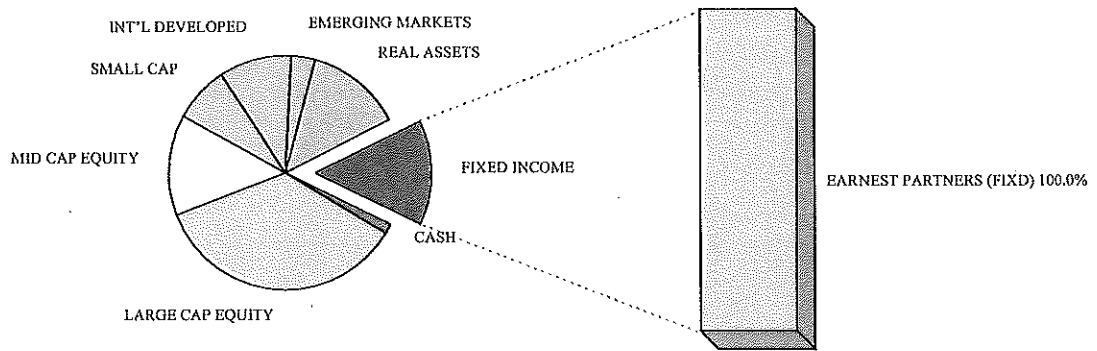 INT'L DEVELOPED
EMERGING MARKETS
REAL ASSETS
SMALL CAP
MID CAP EQUITY
FIXED INCOME
EARNEST PARTNERS (FIXD) 100.0%
CASH
LARGE CAP EQUITY